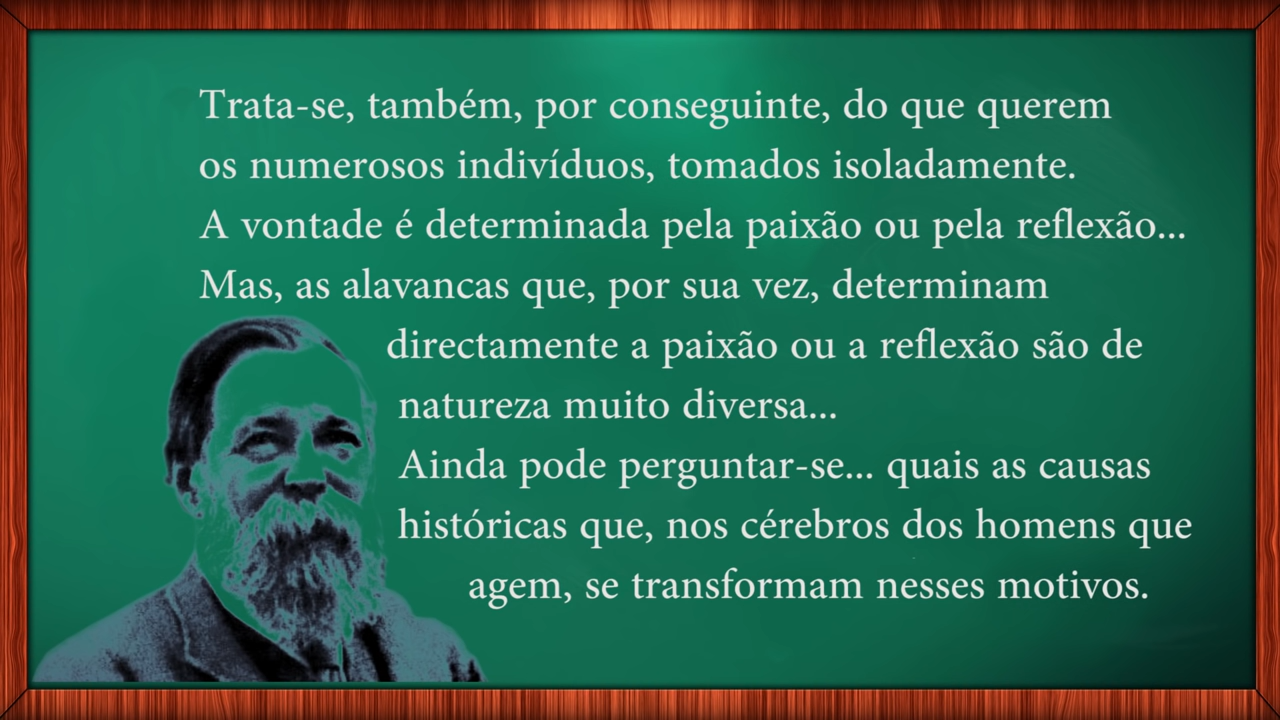 Trata-se, também, por conseguinte, do que querem
os numerosos indivíduos, tomados isoladamente.
A vontade é determinada pela paixão ou pela reflexão...
Mas, as alavancas que, por sua vez, determinam
directamente a paixão ou a reflexão são de
natureza muito diversa...
Ainda pode perguntar-se... quais as causas
históricas que, nos cérebros dos homens que
agem, se transformam nesses motivos.